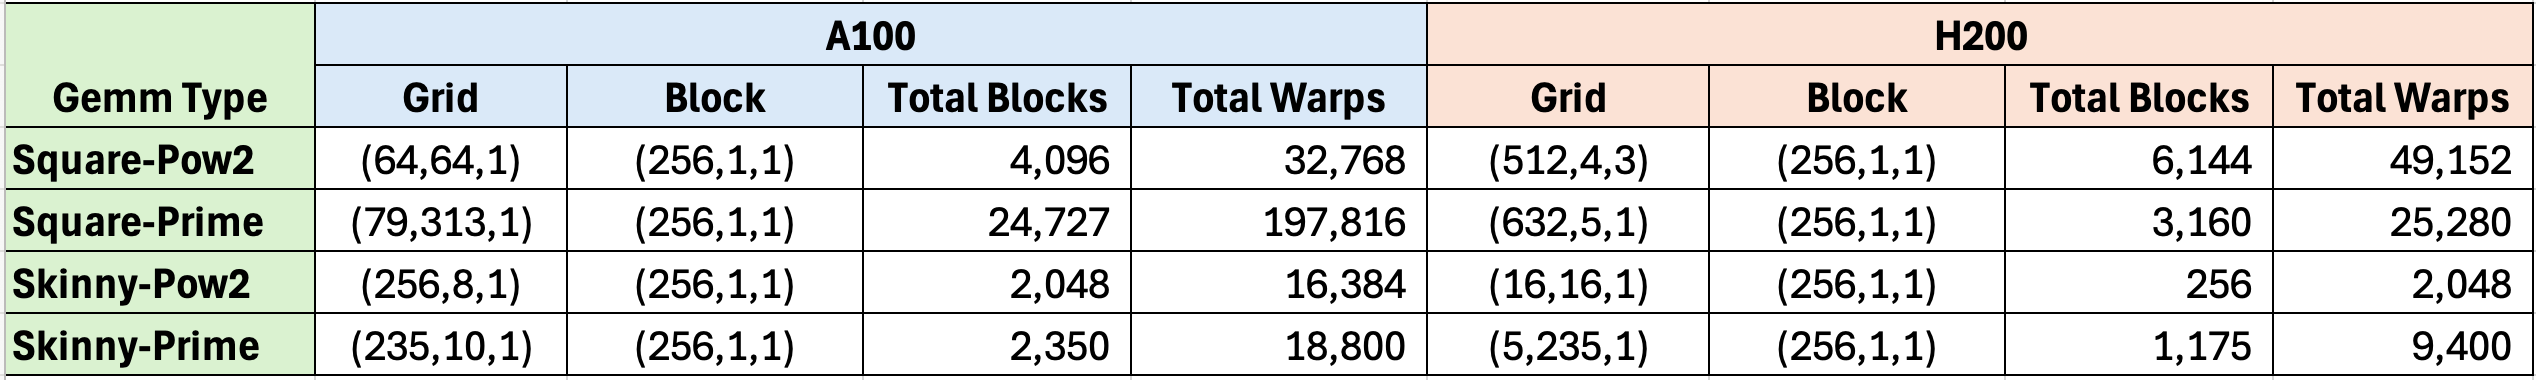 A100 H200
Gemm Type Grid Block Total Blocks Total Warps Grid Block Total Blocks Total Warps
Square-Pow2 (64,64,1) (256,1,1) 4,096 32,768 (512,4,3) (256,1,1) 6,144 49,152
Square-Prime (79,313,1) (256,1,1) 24,727 197,816 (632,5,1) (256,1,1) 3,160 25,280
Skinny-Pow2 (256,8,1) (256,1,1) 2,048 16,384 (16,16,1) (256,1,1) 256 2,048
Skinny-Prime (235,10,1) (256,1,1) 2,350 18,800 (5,235,1) (256,1,1) 1,175 9,400